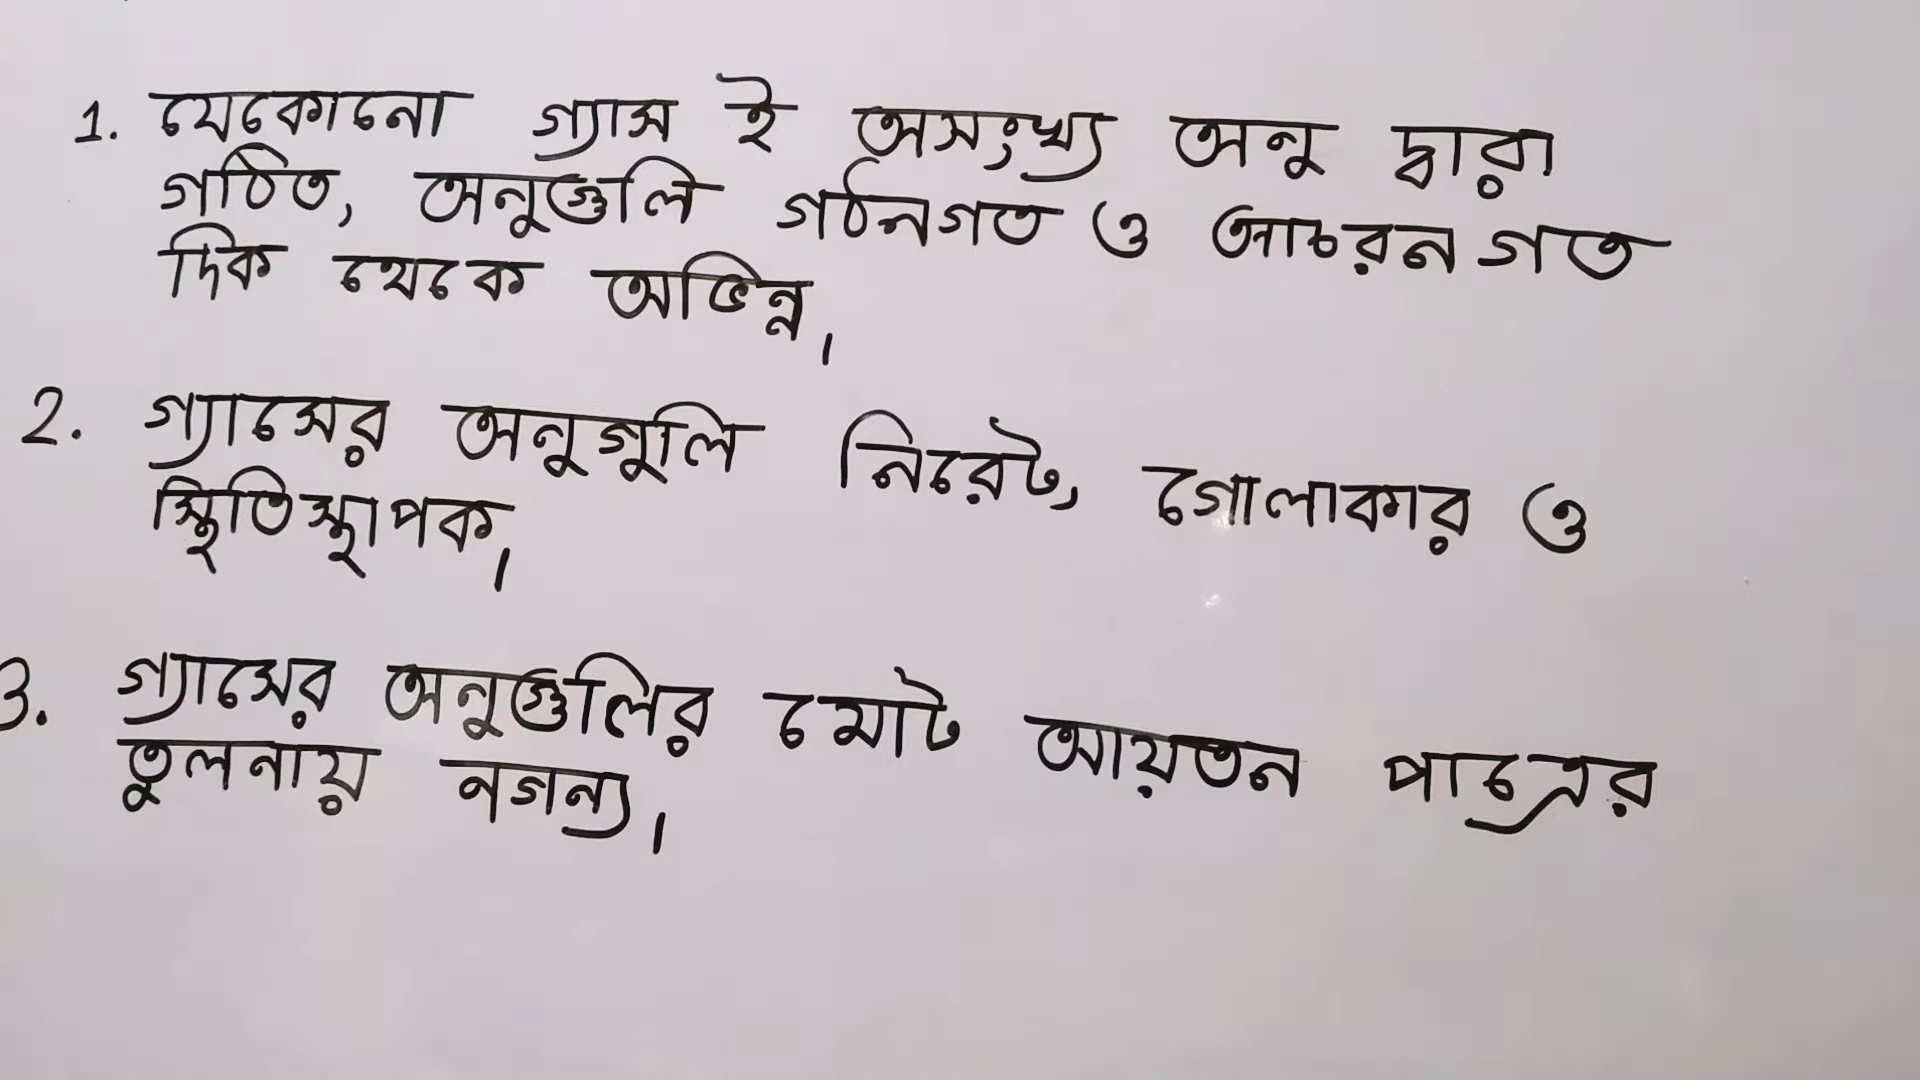 1. যেকোনো গ্যাস ই অসংখ্য অনু দ্বারা
গঠিত, অনুগুলি গঠনগত ও আচরনগত
দিক থেকে অভিন্ন।
2. গ্যাসের অনুগুলি নিরেট, গোলাকার ও
স্থিতিস্থাপক।
3. গ্যাসের অনুগুলির মোট আয়তন পাত্রের
তুলনায় নগন্য।